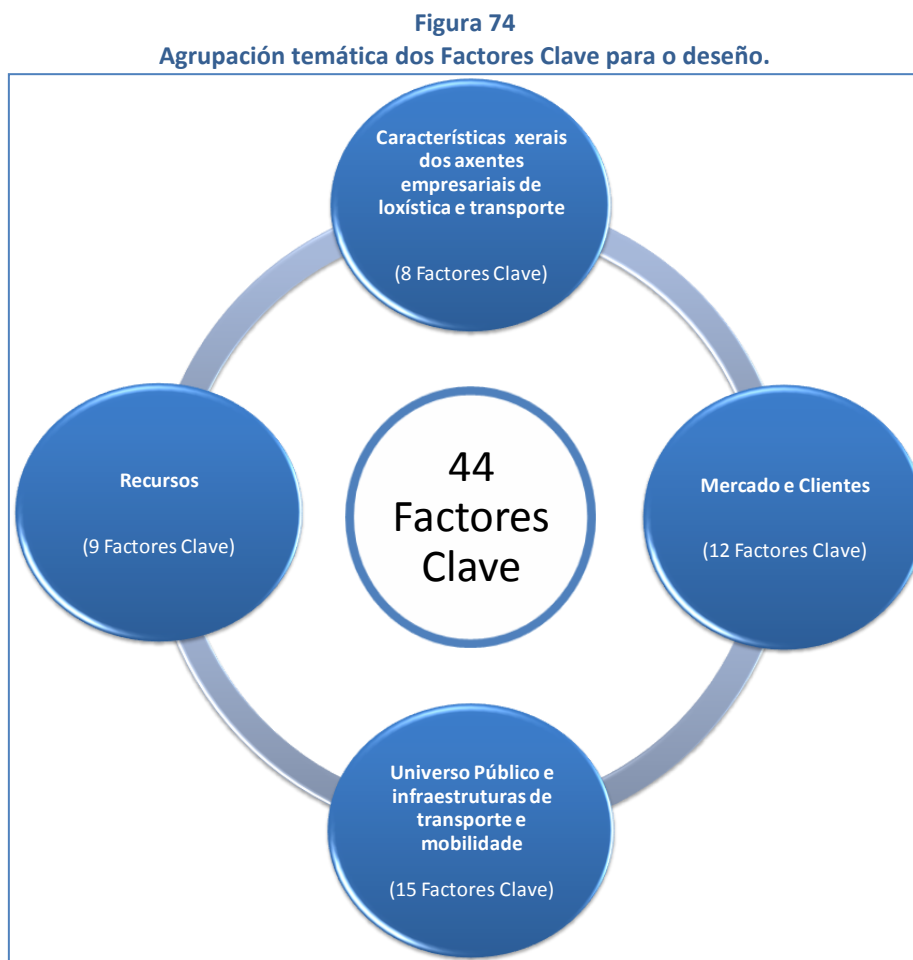 Figura 74
Agrupación temática dos Factores Clave para o deseño.
Características xerais
dos axentes
empresariais de
loxística e transporte
(8 Factores Clave)
Recursos
(9 Factores Clave)
44
Factores
Clave
Mercado e Clientes
(12 Factores Clave)
Universo Público e
infraestruturas de
transporte e
mobilidade
(15 Factores Clave)